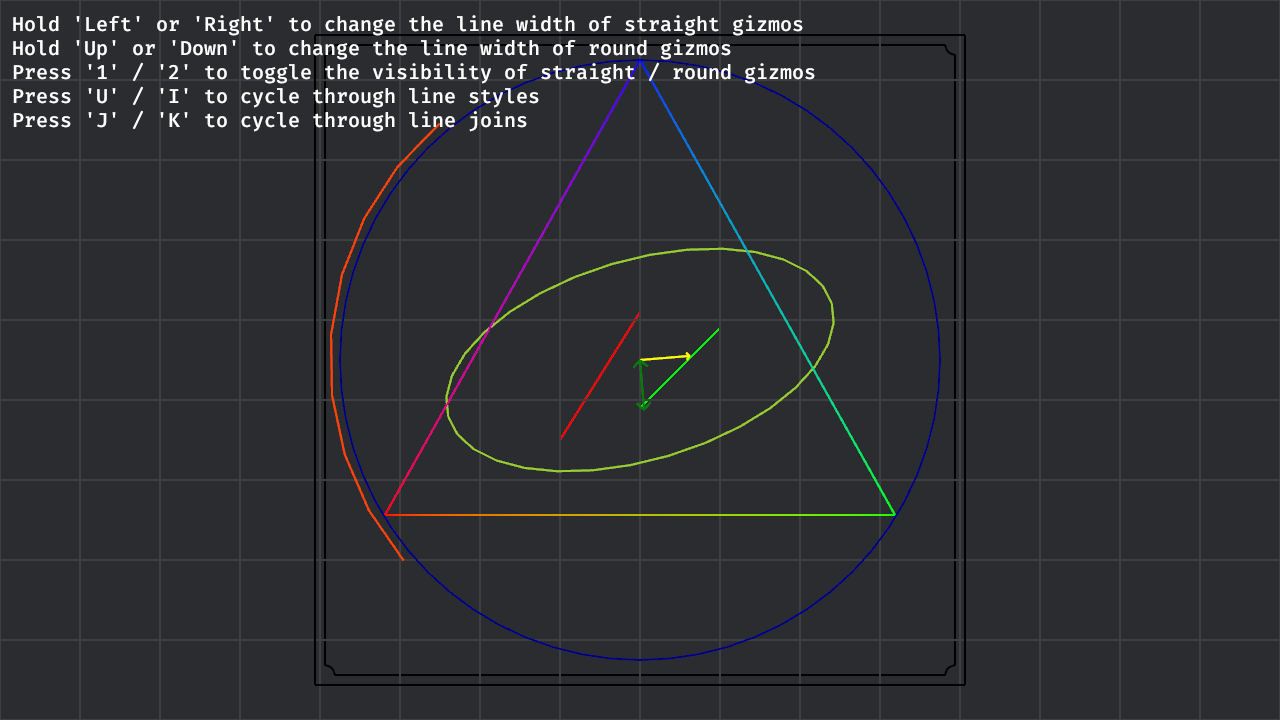 Hold 'Left' or 'Right' to change the line width of straight gizmos
Hold 'Up' or 'Down' to change the line width of round gizmos
Press '1' / '2' to toggle the visibility of straight / round gizmos
Press 'U' / 'I' to cycle through line styles
Press 'J' / 'K' to cycle through line joins